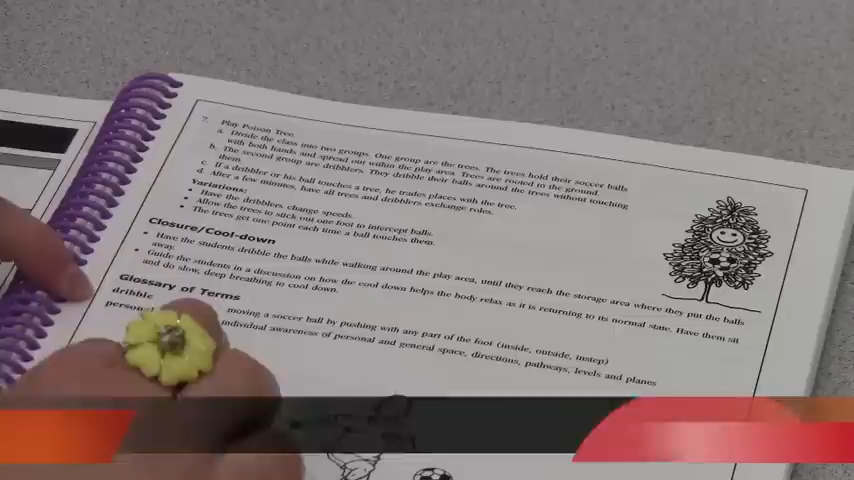 7. Play Poison Tree.
a. Divide the class into two groups. One group are the trees. The trees hold their soccer balls
with both hands and spread out within the play area. Trees are rooted to the ground.
b. The second group are dribblers. They dribble their balls around the trees without touching
them.
c. If a dribbler or his ball touches a tree, he trades places with the tree.
d. After a few minutes, have all trees and dribblers exchange roles.
Variations:
• Have the dribblers change speeds.
• Allow the trees to stick out one foot to intercept balls.
• The trees get one point each time a ball touches them.
Closure/Cool-down
• Have the students dribble the balls while walking around the play area, until they reach the storage area where they put the balls
away.
• Guide the students in a discussion on how the cool down helps the body relax as it is returning to its normal state. Have them sit
and do slow, deep breathing to cool down.
Glossary of Terms
dribble moving a soccer ball by pushing with any part of the foot (inside, outside, instep)
individual awareness of personal and general space, directions, pathways, levels and planes